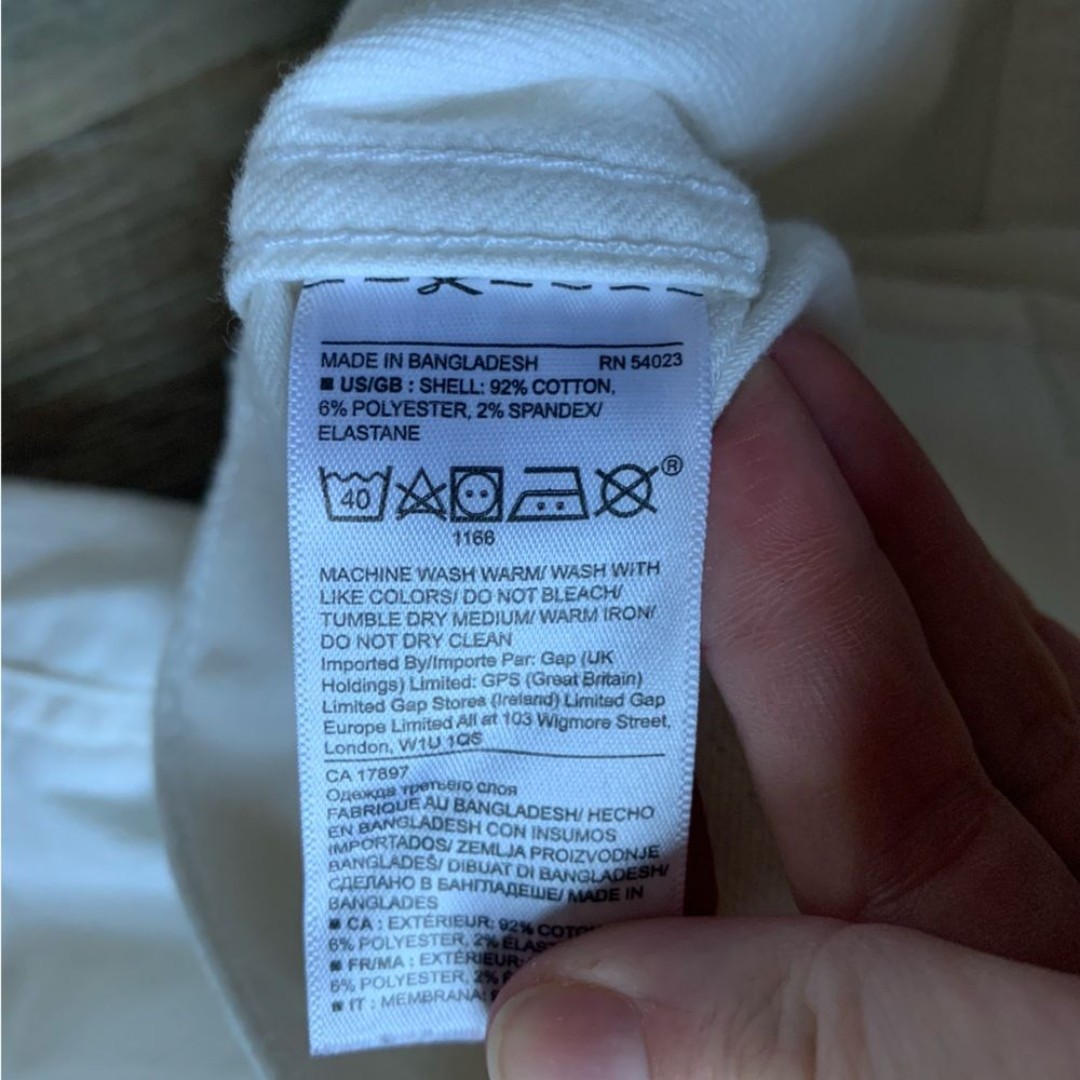 MADE IN BANGLADESH RN 54023
US/GB : SHELL: 92% COTTON,
6% POLYESTER, 2% SPANDEX/
ELASTANE
40
®
1166
MACHINE WASH WARM/ WASH WITH
LIKE COLORS/ DO NOT BLEACH/
TUMBLE DRY MEDIUM/ WARM IRON/
DO NOT DRY CLEAN
Imported By/Importe Par: Gap (UK
Holdings) Limited: GPS (Great Britain)
Limited Gap Stores (Ireland) Limited Gap
Europe Limited All at 103 Wigmore Street,
London, W1U 1QS
CA 17897
Одежда третьего слоя
FABRIQUE AU BANGLADESH/ HECHO
EN BANGLADESH CON INSUMOS
IMPORTADOS/ ZEMLJA PROIZVODNJE
BANGLADEŠ/ DIBUAT DI BANGLADESH/
СДЕЛАНО В БАНГЛАДЕШЕ/ MADE IN
BANGLADES
CA : EXTÉRIEUR: 92%
6% POLYESTER, 2%
FR/MA : EXTÉRIEUR:
6% POLYESTER, 2%
IT : MEMBRANA: